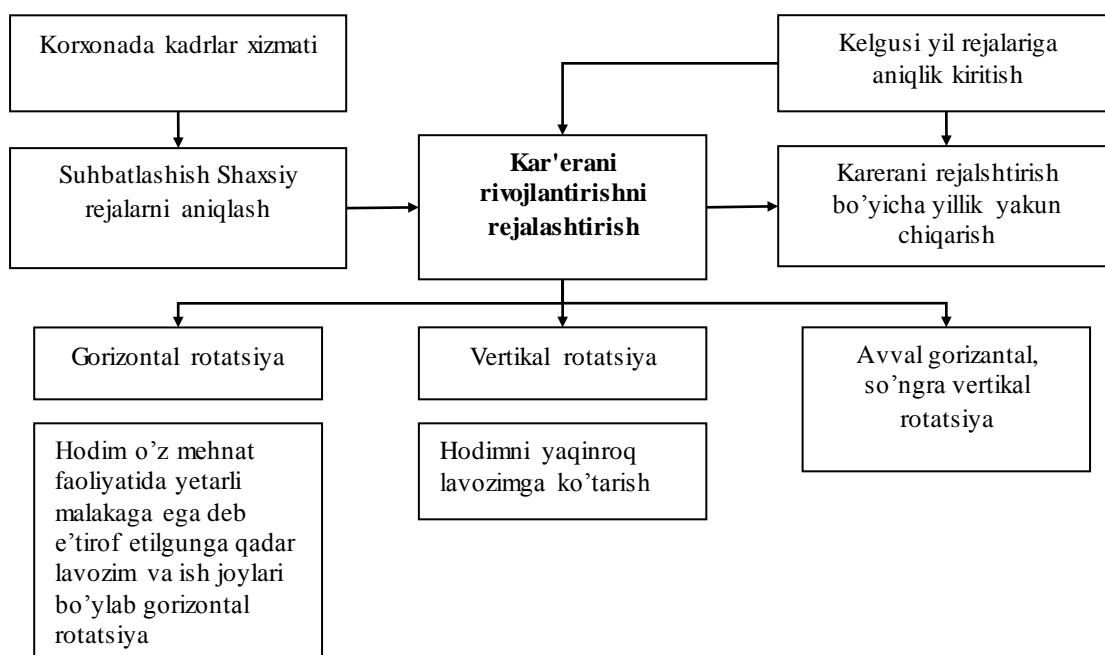 Korxonada kadrlar xizmati
Kelgusi yil rejalariga
aniqlik kiritish
Suhbatlashish Shaxsiy
rejalarni aniqlash
Kar'erani
rivojlantirishni
rejalashtirish
Karerani rejalshtirish
bo’yicha yillik yakun
chiqarish
Gorizontal rotatsiya
Vertikal rotatsiya
Avval gorizantal,
so’ngra vertikal
rotatsiya
Hodim o’z mehnat
faoliyatida yetarli
malakaga ega deb
e’tirof etilgunga qadar
lavozim va ish joylari
bo’ylab gorizontal
rotatsiya
Hodimni yaqinroq
lavozimga ko’tarish